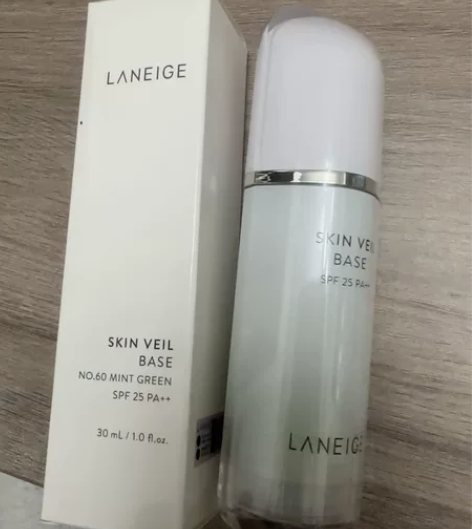 LANEIGE
SKIN VEIL
BASE
NO.60 MINT GREEN
SPF 25 PA++
30 mL / 1.0 fl.oz.
SKIN VEIL
BASE
SPF 25 PA++
LANEIGE